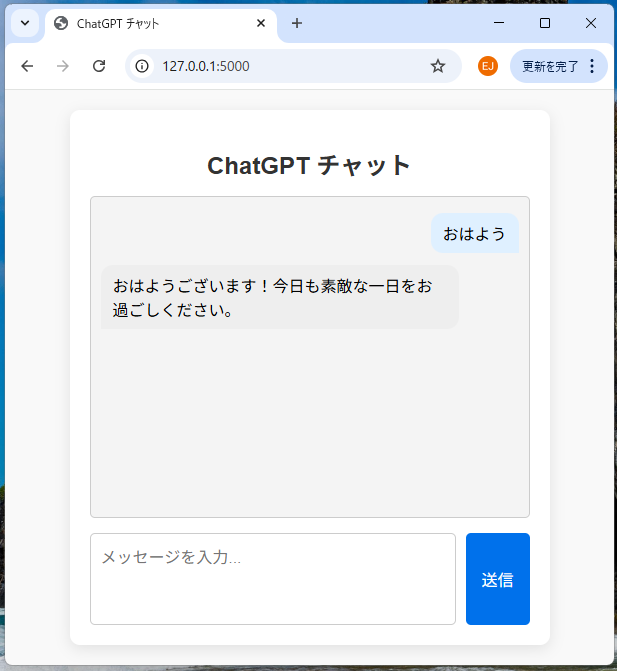 ChatGPT チャット
127.0.0.1:5000
EJ
更新を完了
ChatGPT チャット
おはよう
おはようございます！今日も素敵な一日をお
過ごしください。
メッセージを入力...
送信